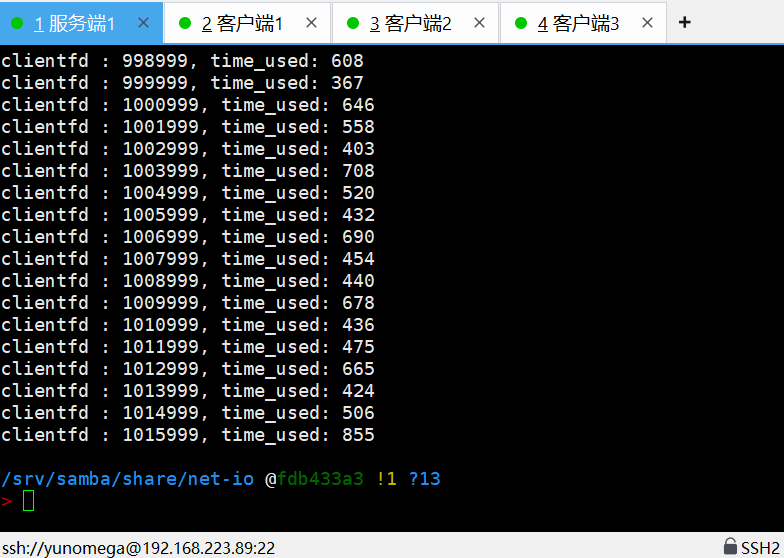 1 服务端1 × 2 客户端1 × 3 客户端2 × 4 客户端3 × +
clientfd : 998999, time_used: 608
clientfd : 999999, time_used: 367
clientfd : 1000999, time_used: 646
clientfd : 1001999, time_used: 558
clientfd : 1002999, time_used: 403
clientfd : 1003999, time_used: 708
clientfd : 1004999, time_used: 520
clientfd : 1005999, time_used: 432
clientfd : 1006999, time_used: 690
clientfd : 1007999, time_used: 454
clientfd : 1008999, time_used: 440
clientfd : 1009999, time_used: 678
clientfd : 1010999, time_used: 436
clientfd : 1011999, time_used: 475
clientfd : 1012999, time_used: 665
clientfd : 1013999, time_used: 424
clientfd : 1014999, time_used: 506
clientfd : 1015999, time_used: 855
/srv/samba/share/net-io @fdb433a3 !1 ?13
>
ssh://yunomega@192.168.223.89:22 SSH2